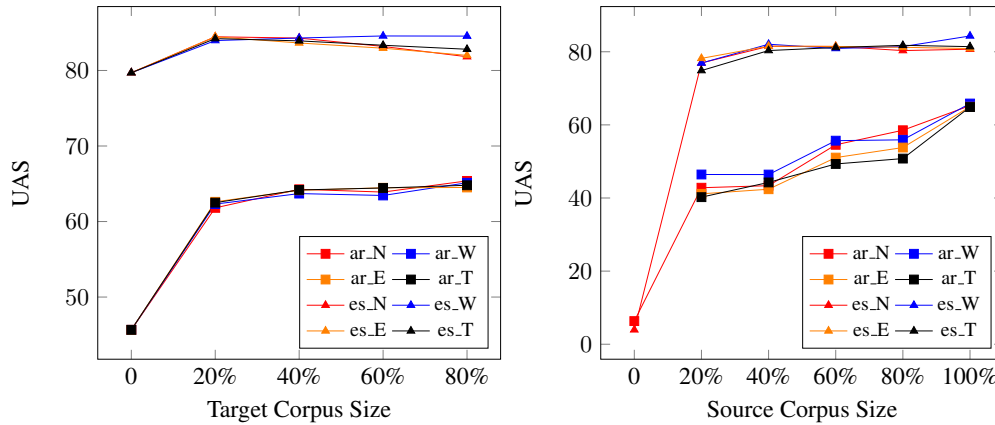 80
70
60
50
UAS
0 20% 40% 60% 80%
Target Corpus Size
ar_N ar_W
ar_E ar_T
es_N es_W
es_E es_T
100
80
60
40
20
0
UAS
0 20% 40% 60% 80% 100%
Source Corpus Size
ar_N ar_W
ar_E ar_T
es_N es_W
es_E es_T